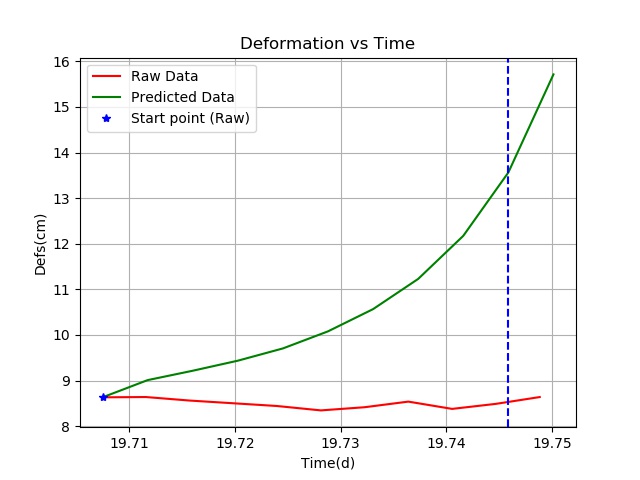 Deformation vs Time
Raw Data
Predicted Data
Start point (Raw)
16
15
14
13
12
11
10
9
8
Defs(cm)
19.71 19.72 19.73 19.74 19.75
Time(d)